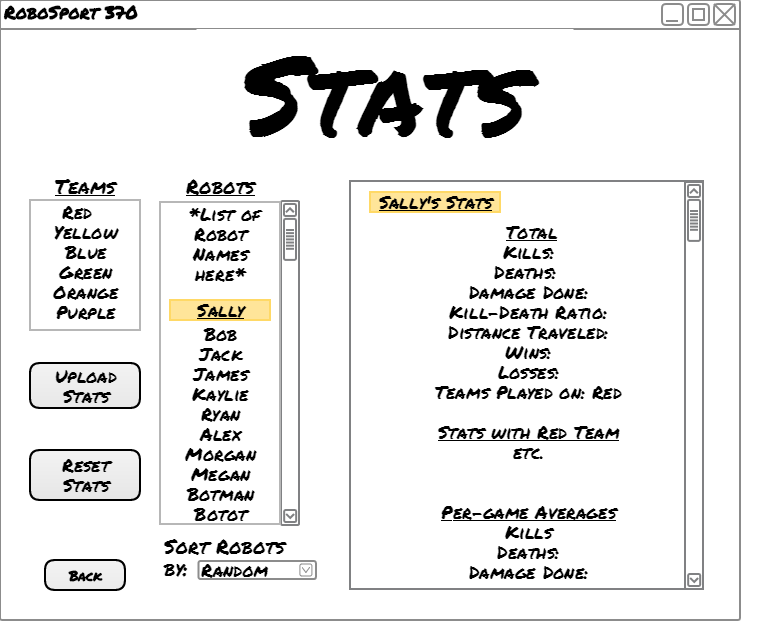 RoboSport 370
Stats
Teams
Red
Yellow
Blue
Green
Orange
Purple
Upload
Stats
Reset
Stats
Back
Robots
*List of
Robot
Names
here*
Sally
Bob
Jack
James
Kaylie
Ryan
Alex
Morgan
Megan
Botman
Botot
Sort Robots
by: Random
Sally's Stats
Total
Kills:
Deaths:
Damage Done:
Kill-Death Ratio:
Distance Traveled:
Wins:
Losses:
Teams Played on: Red
Stats with Red Team
etc.
Per-game Averages
Kills
Deaths:
Damage Done: